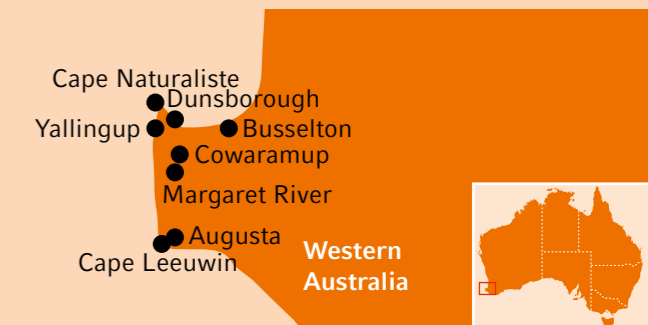 Cape Naturaliste
Dunsborough
Yallingup
Busselton
Cowaramup
Margaret River
Augusta
Cape Leeuwin
Western
Australia